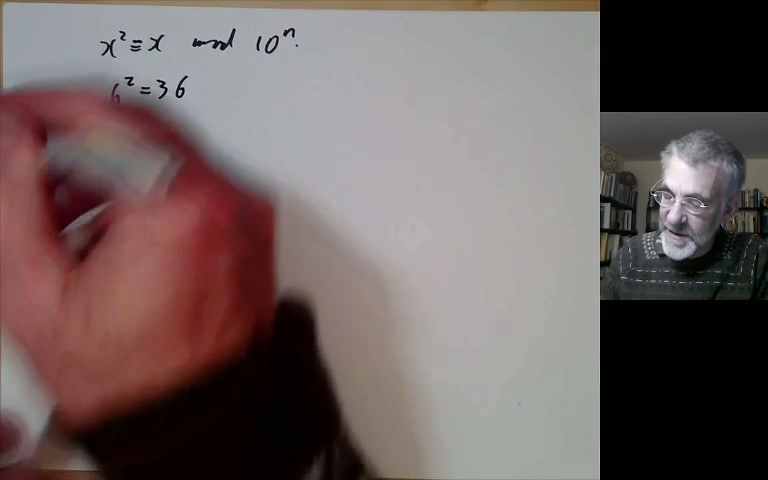 x² ≡ x mod 10ⁿ.
6² = 36